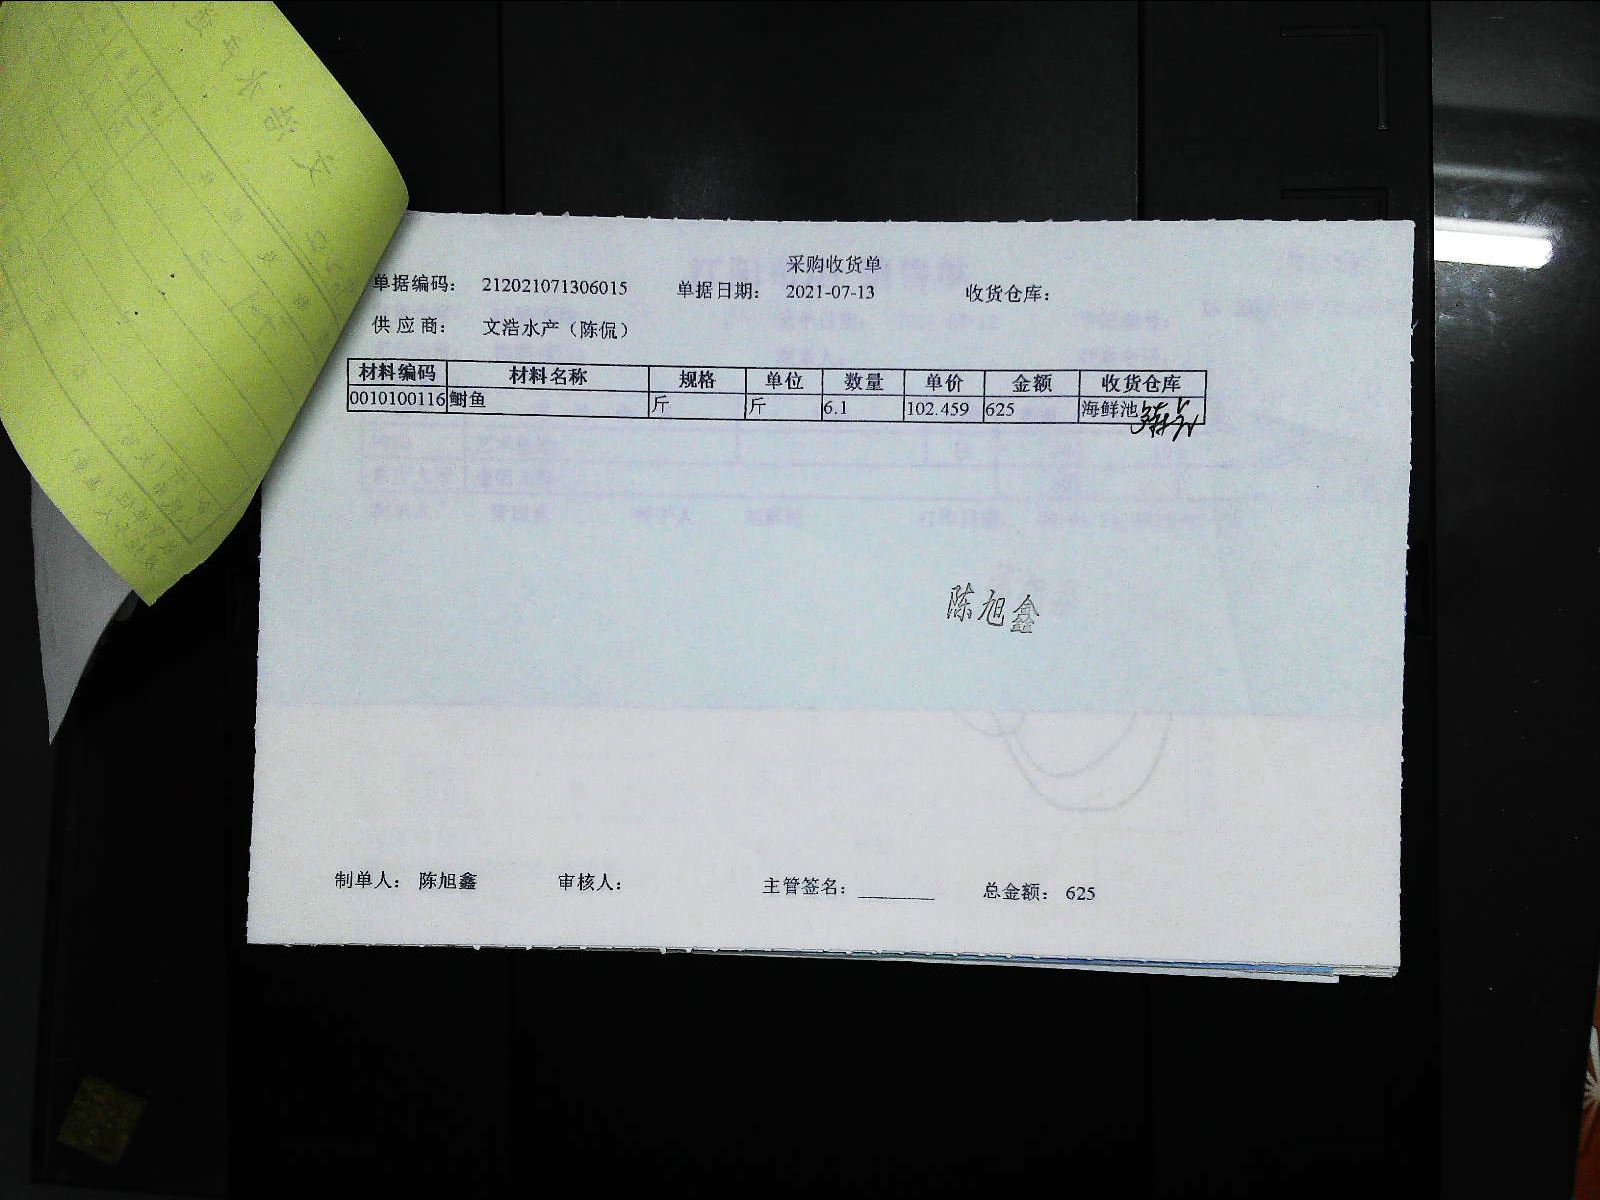 采购收货单
单据编码： 212021071306015 单据日期： 2021-07-13 收货仓库：
供 应 商： 文浩水产（陈侃）
材料编码 材料名称 规格 单位 数量 单价 金额 收货仓库
0010100116 鲥鱼 斤 斤 6.1 102.459 625 海鲜池
陈旭鑫
制单人： 陈旭鑫 审核人： 主管签名：________ 总金额： 625